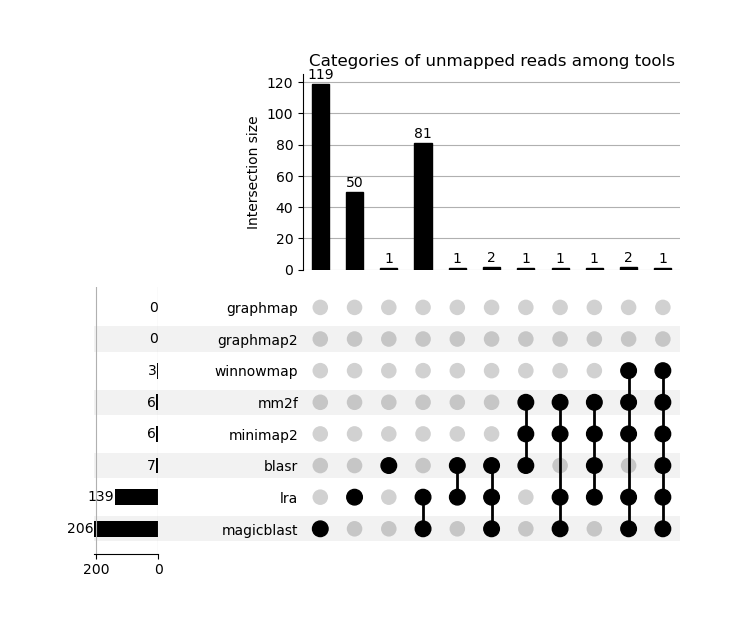 Categories of unmapped reads among tools
119
120
100
81
80
Intersection size
60
50
40
20
1 1 2 1 1 1 2 1
0
0 graphmap
0 graphmap2
3 winnowmap
6 mm2f
6 minimap2
7 blasr
139 lra
206 magicblast
200 0